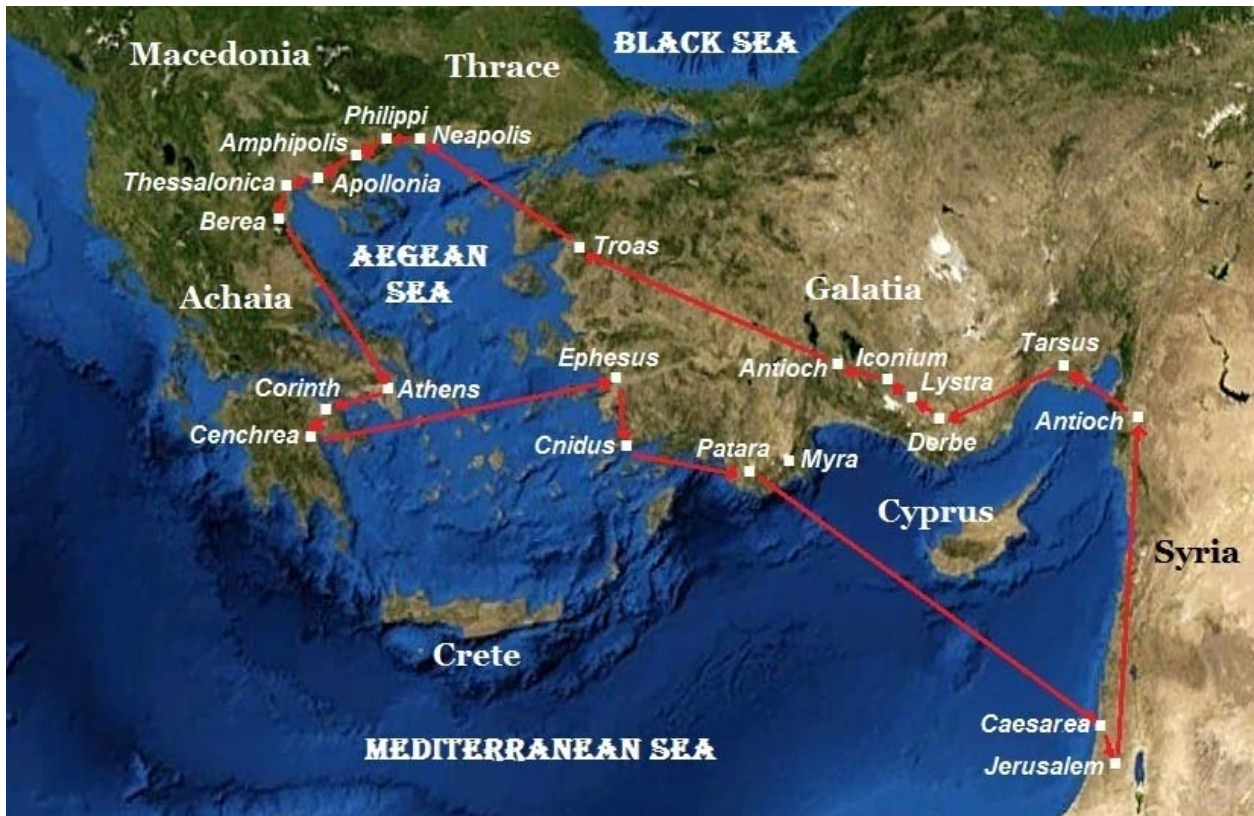 BLACK SEA
Macedonia
Thrace
Philippi
Neapolis
Amphipolis
Thessalonica
Apollonia
Berea
AEGEAN
SEA
Troas
Achaia
Galatia
Ephesus
Antioch
Iconium
Tarsus
Lystra
Corinth
Athens
Cenchrea
Antioch
Derbe
Cnidus
Patara
Myra
Cyprus
Syria
Crete
Caesarea
MEDITERRANEAN SEA
Jerusalem